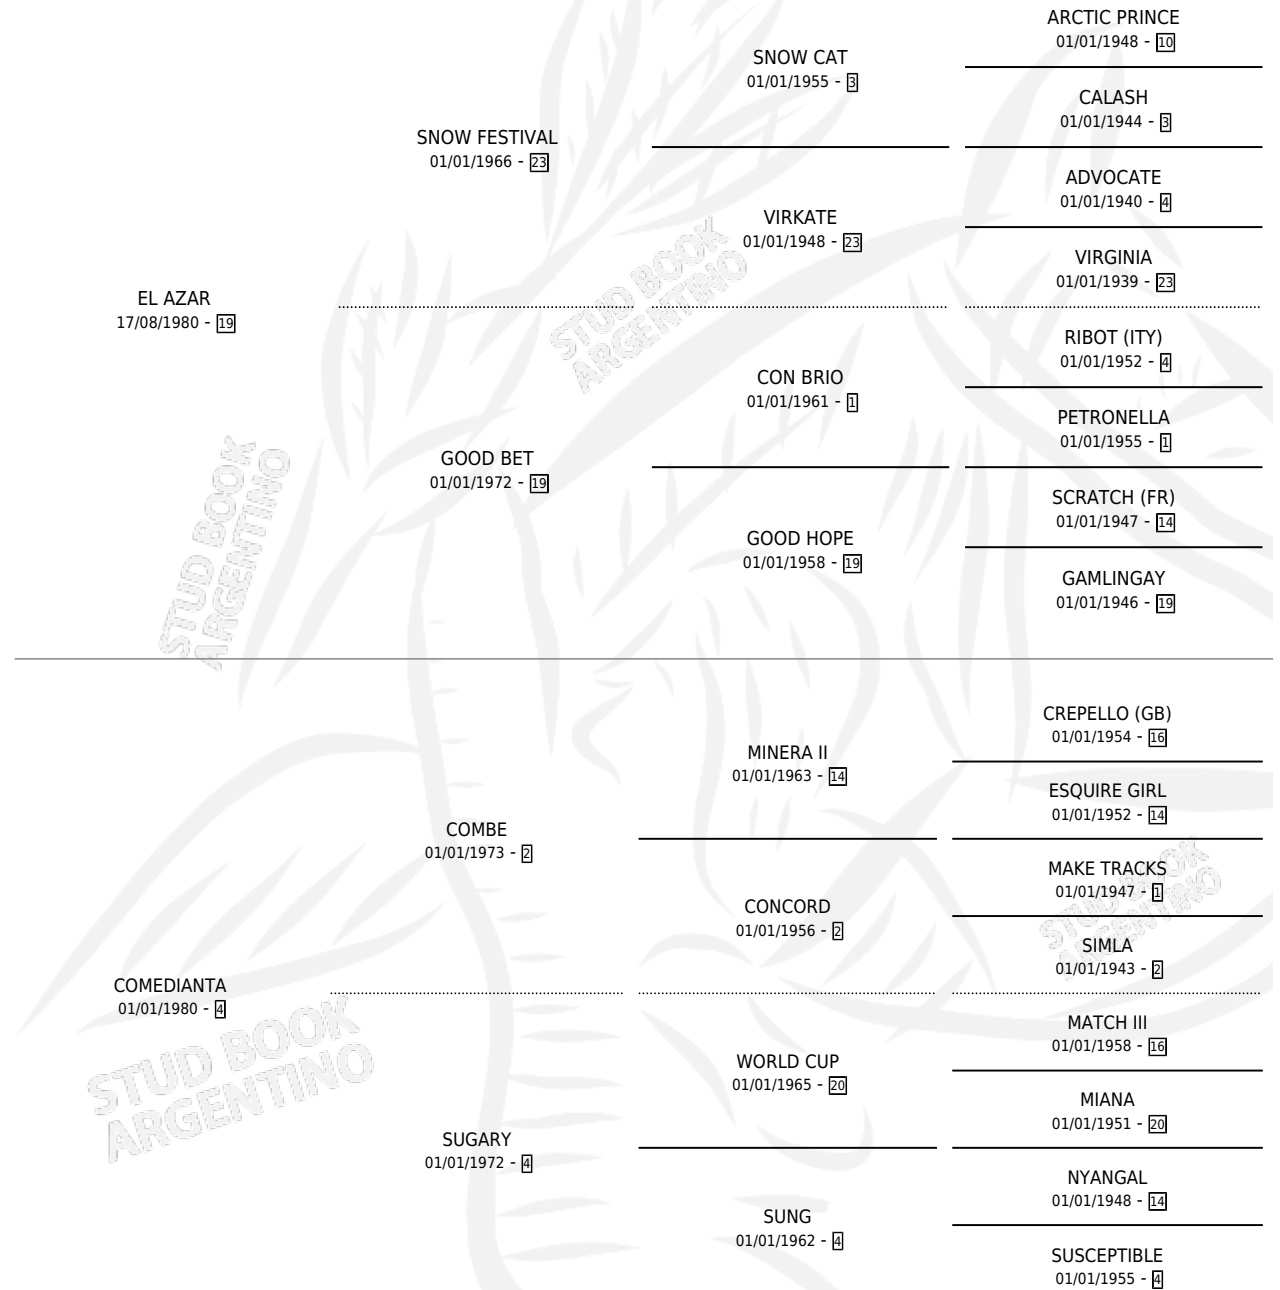 ARCTIC PRINCE
01/01/1948 - 10
SNOW CAT
01/01/1955 - 3
CALASH
01/01/1944 - 3
SNOW FESTIVAL
01/01/1966 - 23
ADVOCATE
01/01/1940 - 4
VIRKATE
01/01/1948 - 23
VIRGINIA
01/01/1939 - 23
EL AZAR
17/08/1980 - 19
STUD BOOK
ARGENTINO
RIBOT (ITY)
01/01/1952 - 4
CON BRIO
01/01/1961 - 1
PETRONELLA
01/01/1955 - 1
GOOD BET
01/01/1972 - 19
SCRATCH (FR)
01/01/1947 - 14
GOOD HOPE
01/01/1958 - 19
GAMLINGAY
01/01/1946 - 19
STUD BOOK
ARGENTINO
CREPELLO (GB)
01/01/1954 - 16
MINERA II
01/01/1963 - 14
ESQUIRE GIRL
01/01/1952 - 14
COMBE
01/01/1973 - 2
MAKE TRACKS
01/01/1947 - 1
CONCORD
01/01/1956 - 2
STUD BOOK
ARGENTINO
SIMLA
01/01/1943 - 2
COMEDIANTA
01/01/1980 - 4
MATCH III
01/01/1958 - 16
WORLD CUP
01/01/1965 - 20
STUD BOOK
ARGENTINO
MIANA
01/01/1951 - 20
SUGARY
01/01/1972 - 4
NYANGAL
01/01/1948 - 14
SUNG
01/01/1962 - 4
SUSCEPTIBLE
01/01/1955 - 4